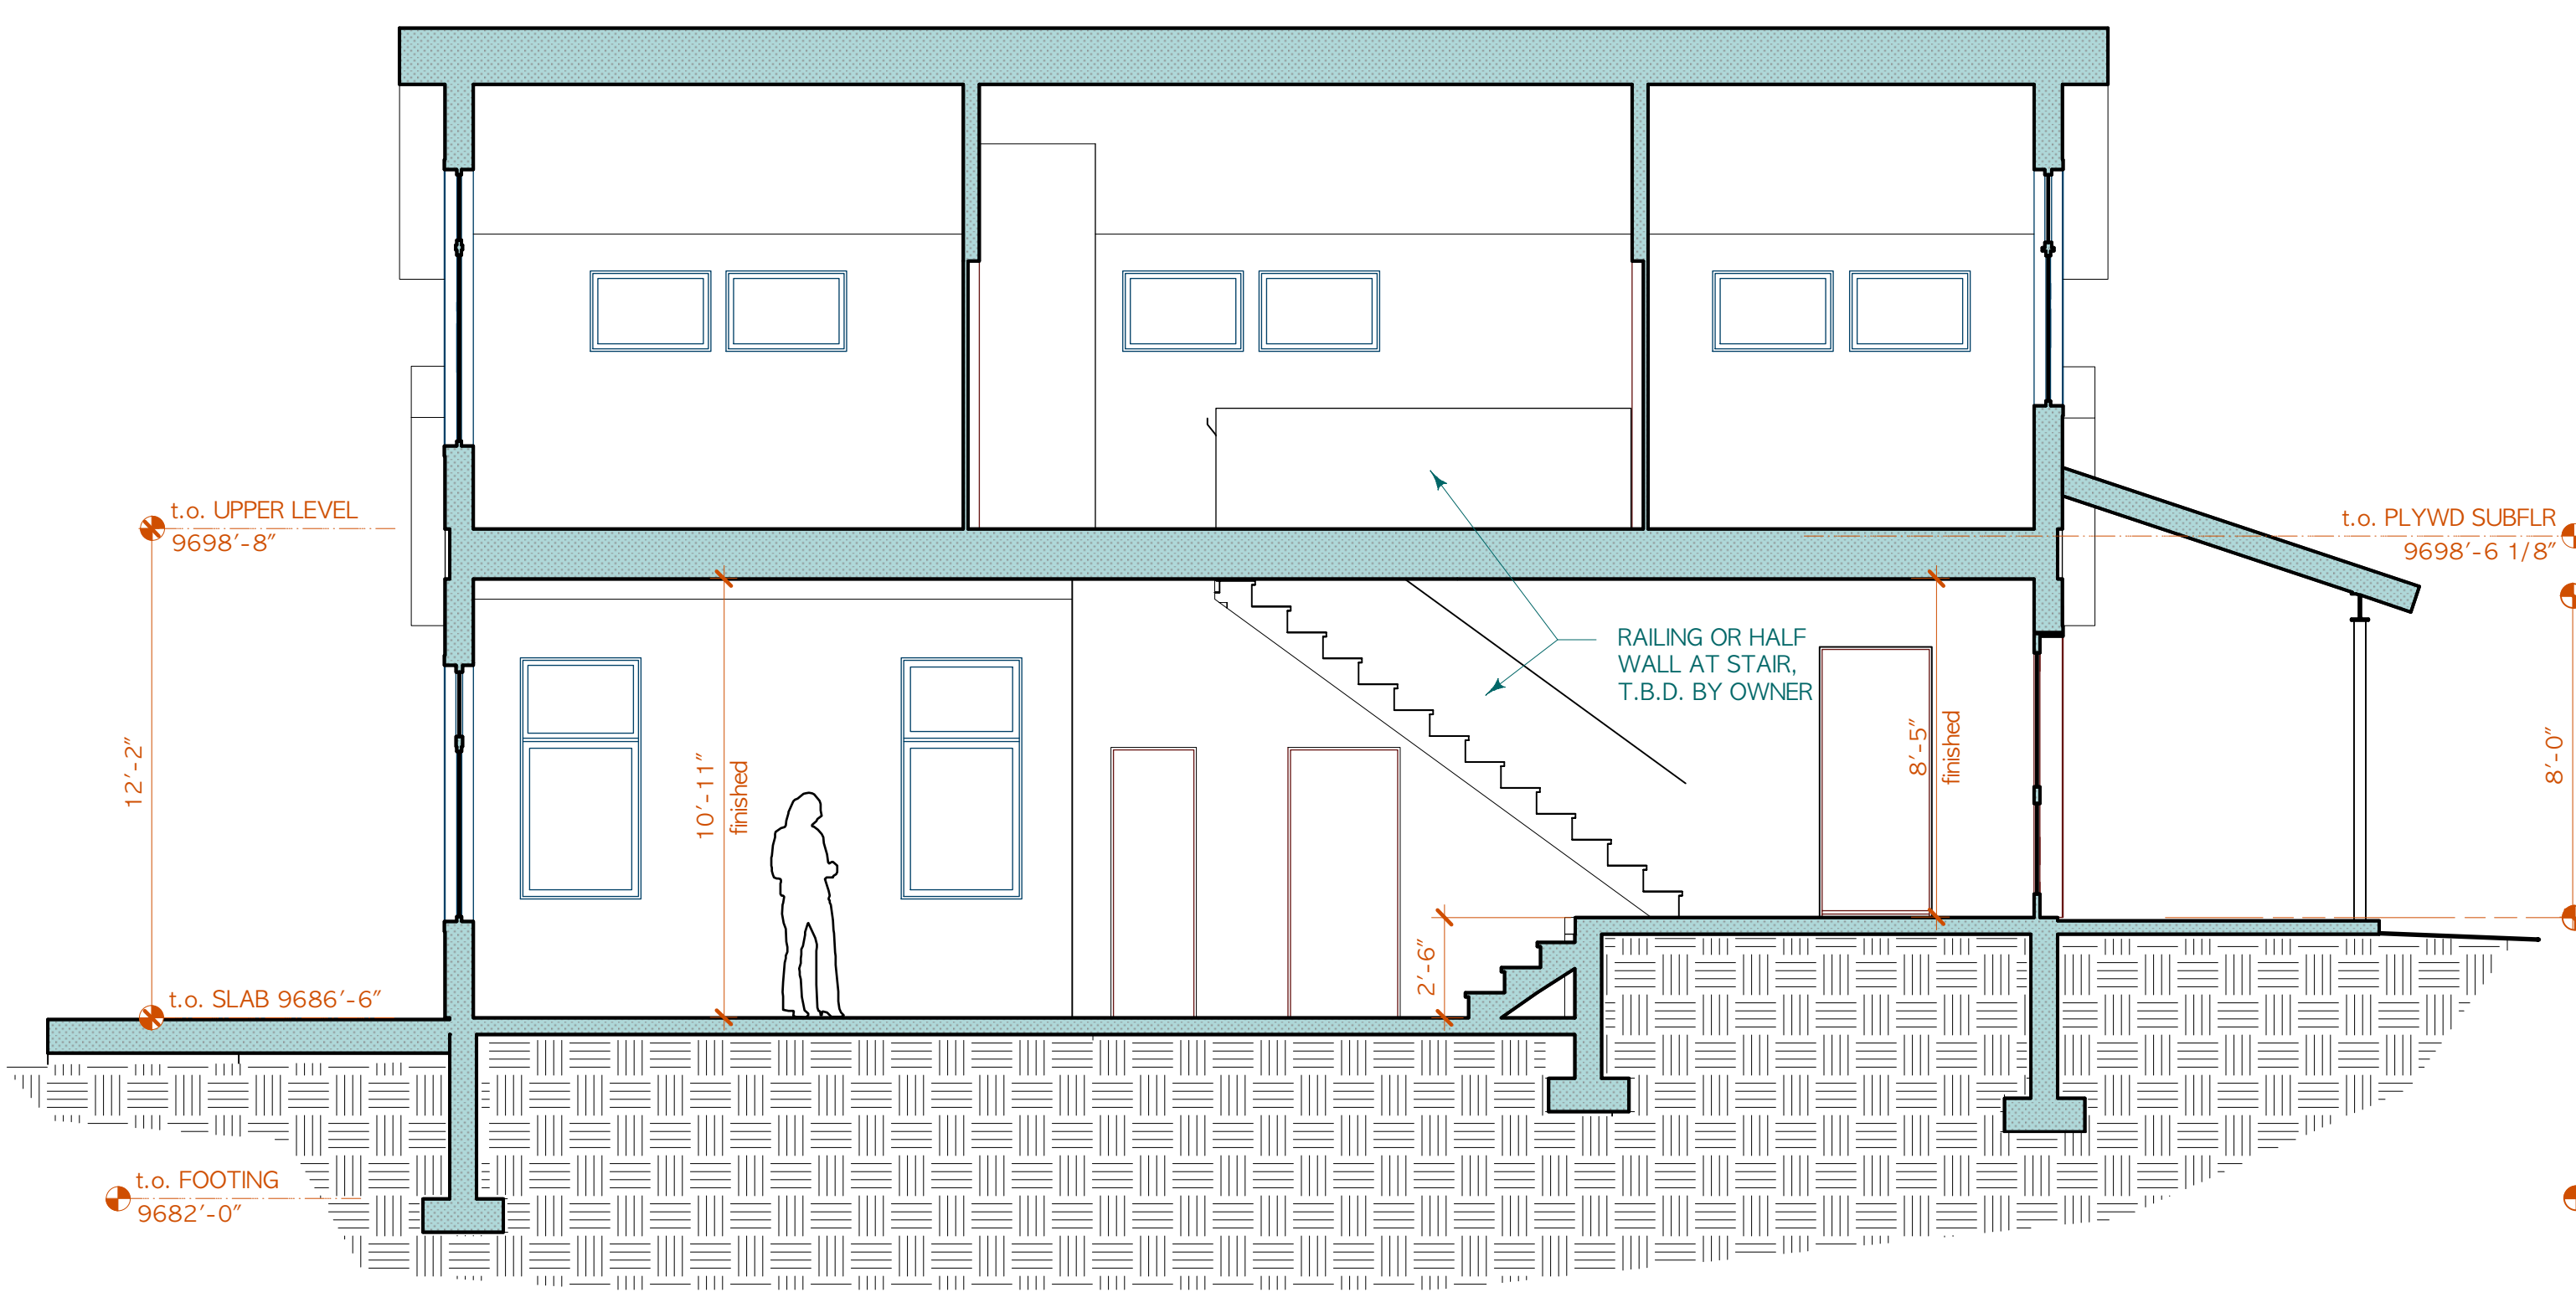 t.o. UPPER LEVEL
9698'-8"
t.o. PLYWD SUBFLR
9698'-6 1/8"
RAILING OR HALF
WALL AT STAIR,
T.B.D. BY OWNER
12'-2"
10'-11"
finished
8'-5"
finished
8'-0"
2'-6"
t.o. SLAB 9686'-6"
t.o. FOOTING
9682'-0"